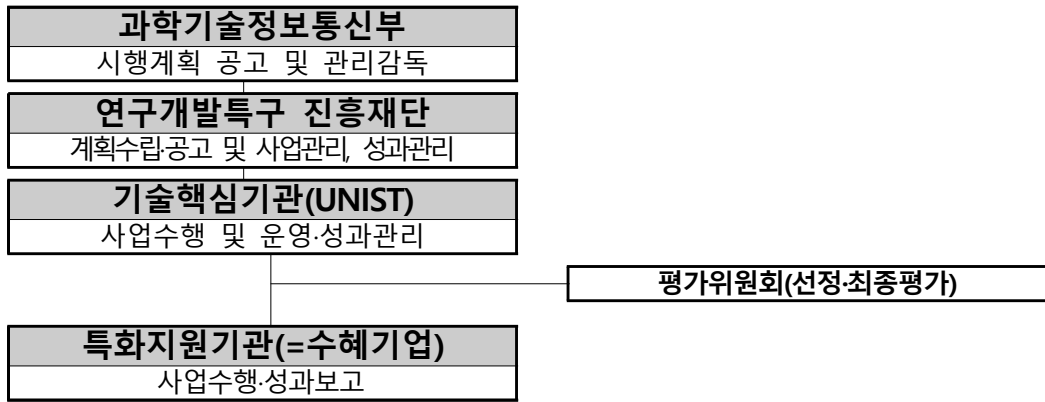 과학기술정보통신부
시행계획 공고 및 관리감독
연구개발특구 진흥재단
계획수립·공고 및 사업관리, 성과관리
기술핵심기관(UNIST)
사업수행 및 운영·성과관리
평가위원회(선정·최종평가)
특화지원기관(=수혜기업)
사업수행·성과보고